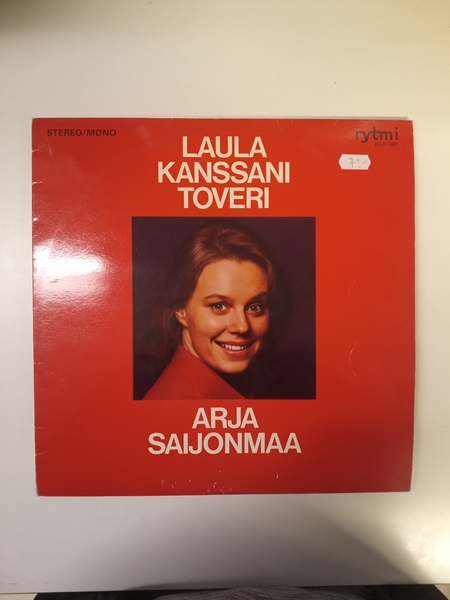 STEREO/MONO
rytmi
LAULA
KANSSANI
TOVERI
ARJA
SAIJONMAA